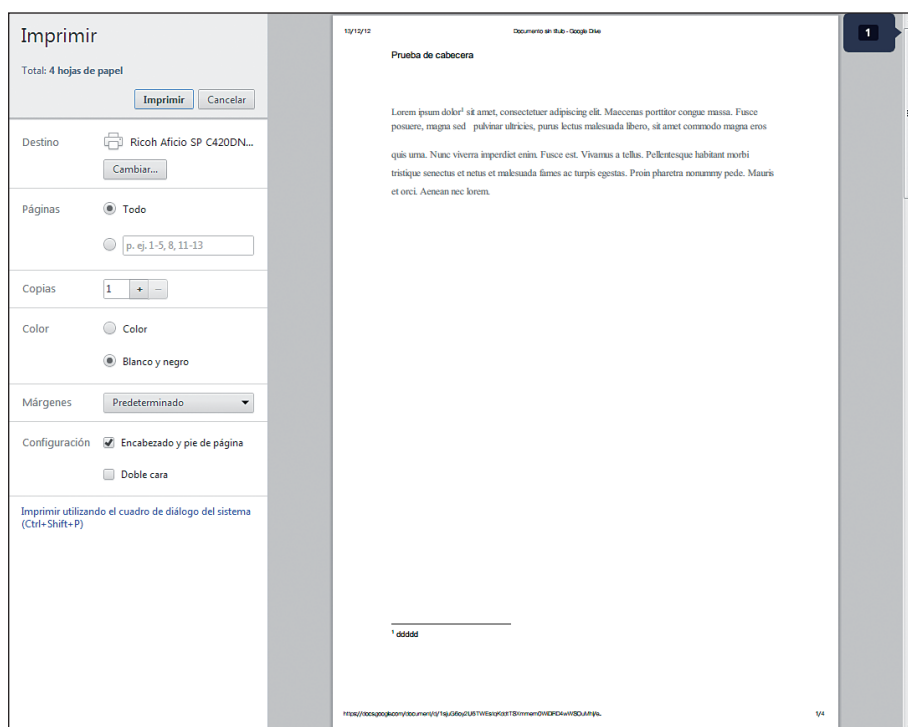 Imprimir
Total: 4 hojas de papel
Imprimir Cancelar
Destino Ricoh Aficio SP C420DN...
Cambiar...
Páginas Todo
p. ej. 1-5, 8, 11-13
Copias 1 + −
Color Color
Blanco y negro
Márgenes Predeterminado
Configuración Encabezado y pie de página
Doble cara
Imprimir utilizando el cuadro de diálogo del sistema
(Ctrl+Shift+P)
13/12/12 Documento sin título - Google Drive
Prueba de cabecera
Lorem ipsum dolor¹ sit amet, consectetuer adipiscing elit. Maecenas porttitor congue massa. Fusce
posuere, magna sed pulvinar ultricies, purus lectus malesuada libero, sit amet commodo magna eros
quis urna. Nunc viverra imperdiet enim. Fusce est. Vivamus a tellus. Pellentesque habitant morbi
tristique senectus et netus et malesuada fames ac turpis egestas. Proin pharetra nonummy pede. Mauris
et orci. Aenean nec lorem.
¹ ddddd
1/4
1